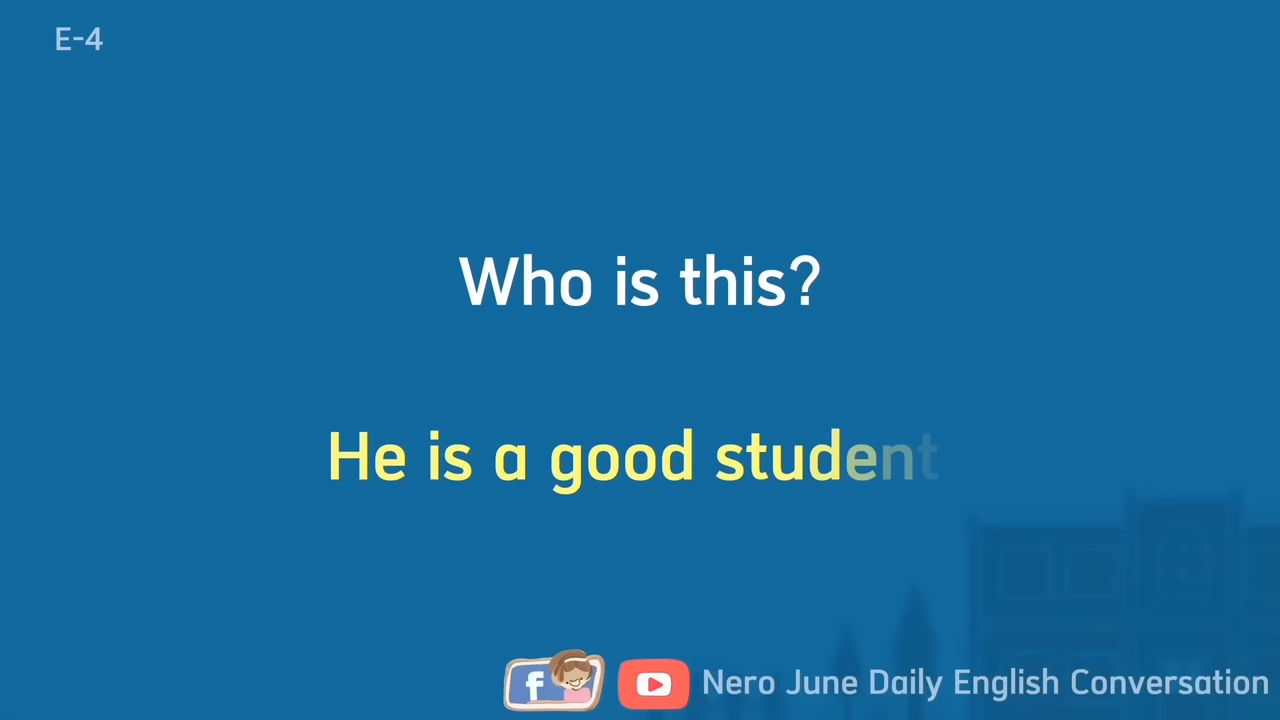 E-4
Who is this?
He is a good student
f
Nero June Daily English Conversation